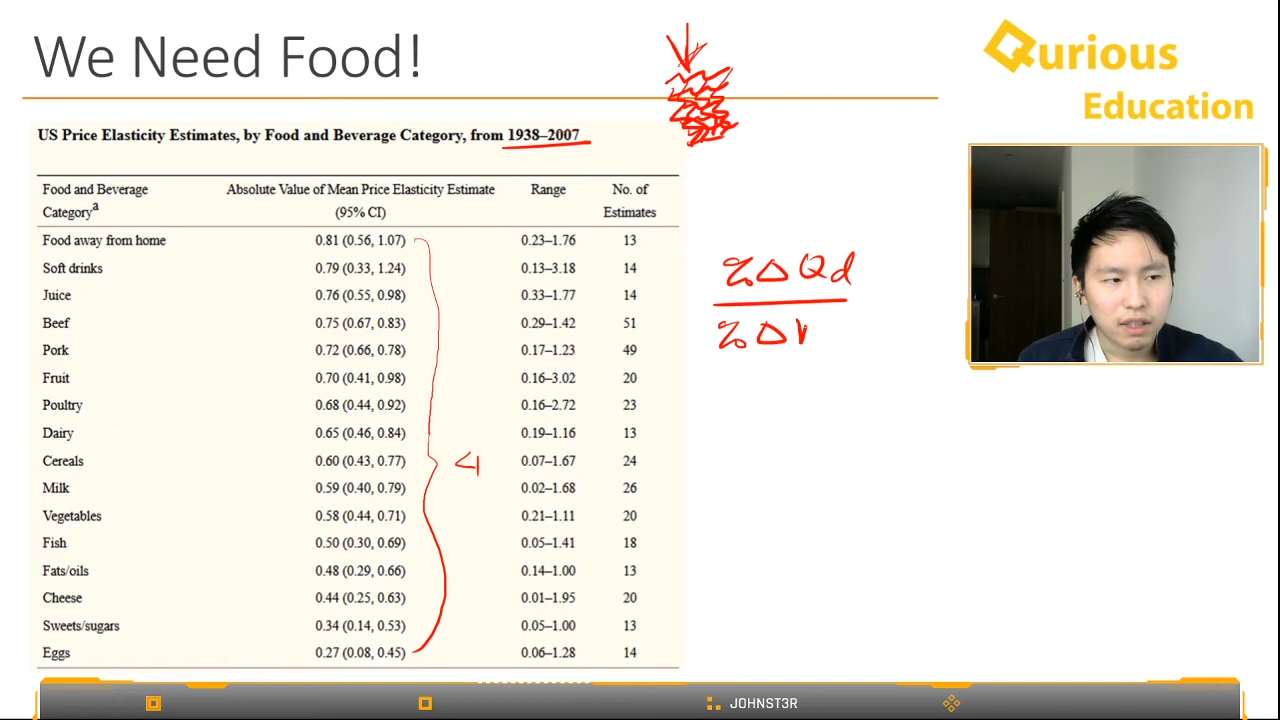 We Need Food!
Qurious
Education
US Price Elasticity Estimates, by Food and Beverage Category, from 1938–2007
Food and Beverage Categorya Absolute Value of Mean Price Elasticity Estimate (95% CI) Range No. of Estimates
Food away from home 0.81 (0.56, 1.07) 0.23–1.76 13
Soft drinks 0.79 (0.33, 1.24) 0.13–3.18 14
Juice 0.76 (0.55, 0.98) 0.33–1.77 14
Beef 0.75 (0.67, 0.83) 0.29–1.42 51
Pork 0.72 (0.66, 0.78) 0.17–1.23 49
Fruit 0.70 (0.41, 0.98) 0.16–3.02 20
Poultry 0.68 (0.44, 0.92) 0.16–2.72 23
Dairy 0.65 (0.46, 0.84) 0.19–1.16 13
Cereals 0.60 (0.43, 0.77) 0.07–1.67 24
Milk 0.59 (0.40, 0.79) 0.02–1.68 26
Vegetables 0.58 (0.44, 0.71) 0.21–1.11 20
Fish 0.50 (0.30, 0.69) 0.05–1.41 18
Fats/oils 0.48 (0.29, 0.66) 0.14–1.00 13
Cheese 0.44 (0.25, 0.63) 0.01–1.95 20
Sweets/sugars 0.34 (0.14, 0.53) 0.05–1.00 13
Eggs 0.27 (0.08, 0.45) 0.06–1.28 14
<1
%ΔQd
%Δ
JOHNST3R